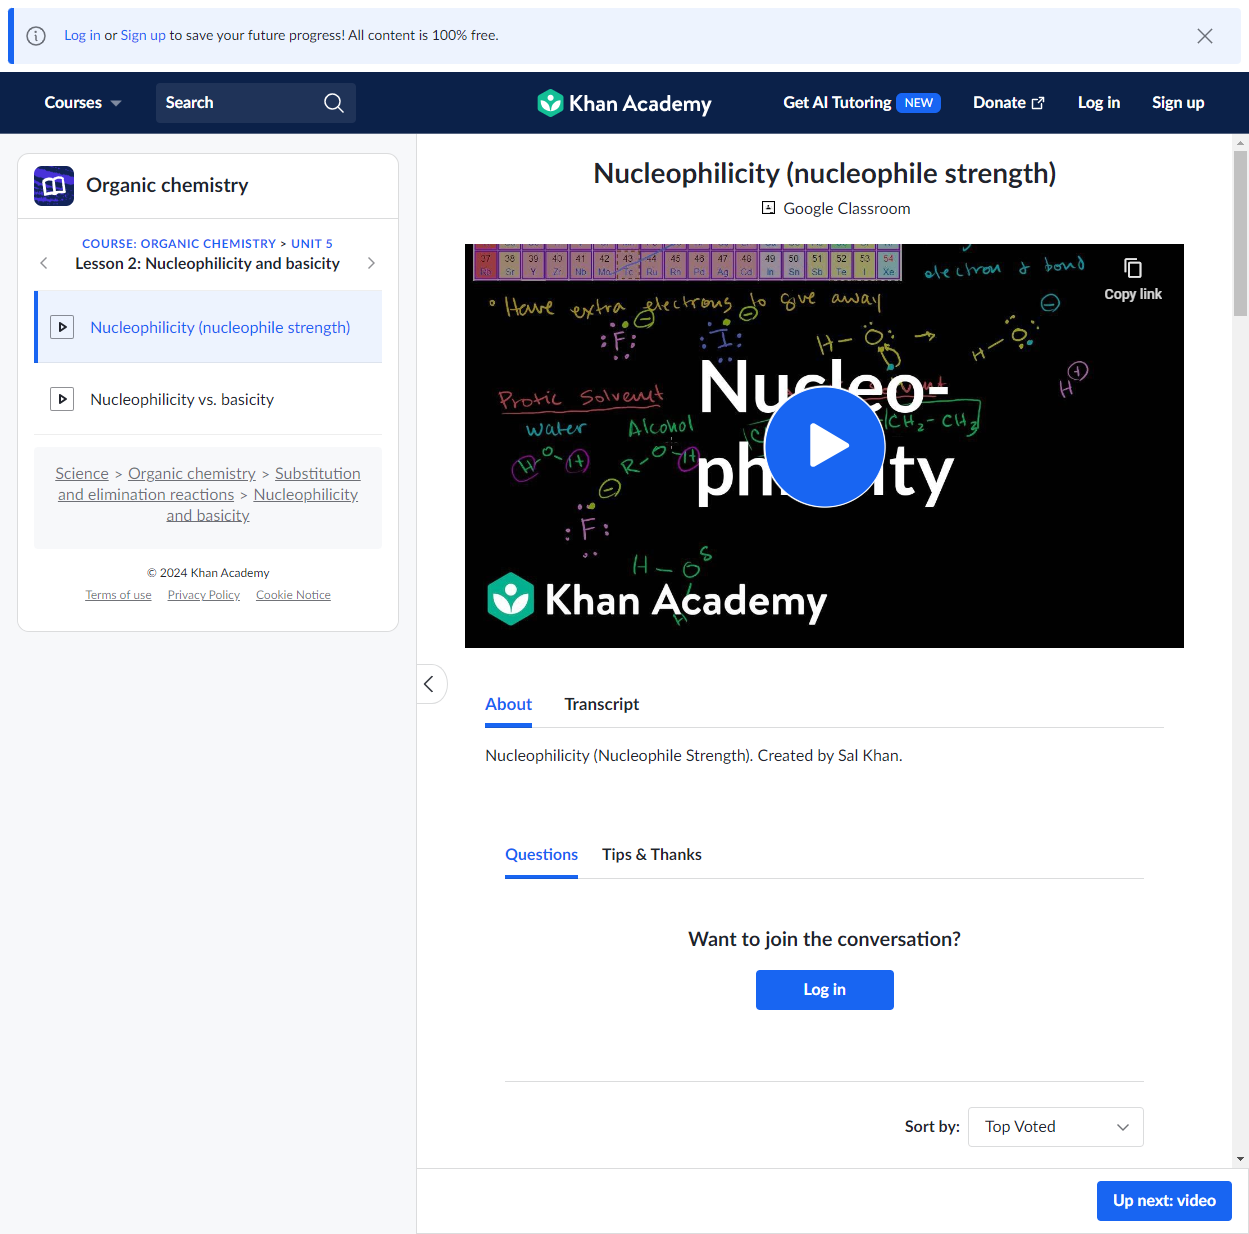 Log in or Sign up to save your future progress! All content is 100% free.
Courses
Search
Khan Academy
Get AI Tutoring NEW
Donate
Log in
Sign up
Organic chemistry
COURSE: ORGANIC CHEMISTRY > UNIT 5
Lesson 2: Nucleophilicity and basicity
Nucleophilicity (nucleophile strength)
Nucleophilicity vs. basicity
Science > Organic chemistry > Substitution
and elimination reactions > Nucleophilicity
and basicity
© 2024 Khan Academy
Terms of use Privacy Policy Cookie Notice
Nucleophilicity (nucleophile strength)
Google Classroom
37 38 39 40 41 42 43 44 45 46 47 48 49 50 51 52 53 54
Sr Y Zr Nb Mo Ru Rh Pd Ag Cd In Sn Sb Te I Xe
electron & bond
Copy link
• Have extra electrons to give away
F I H – O → H – O
H +
Nucleo-
Protic Solvent
Water Alcohol
CH₂ – CH₃
H O H R – O H
F
H – O
H
Khan Academy
About
Transcript
Nucleophilicity (Nucleophile Strength). Created by Sal Khan.
Questions
Tips & Thanks
Want to join the conversation?
Log in
Sort by: Top Voted
Up next: video